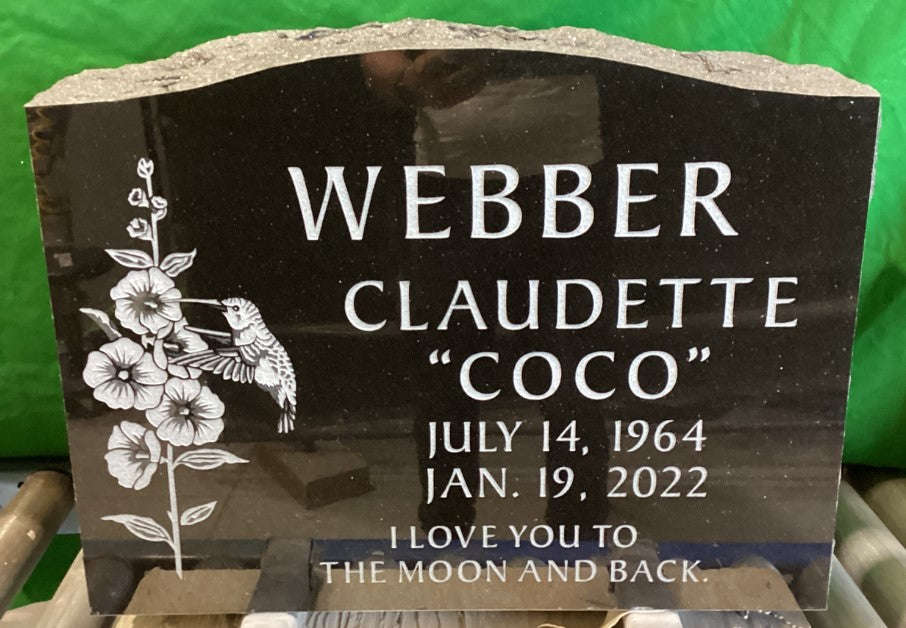 WEBBER
CLAUDETTE
“COCO”
JULY 14, 1964
JAN. 19, 2022
I LOVE YOU TO
THE MOON AND BACK.